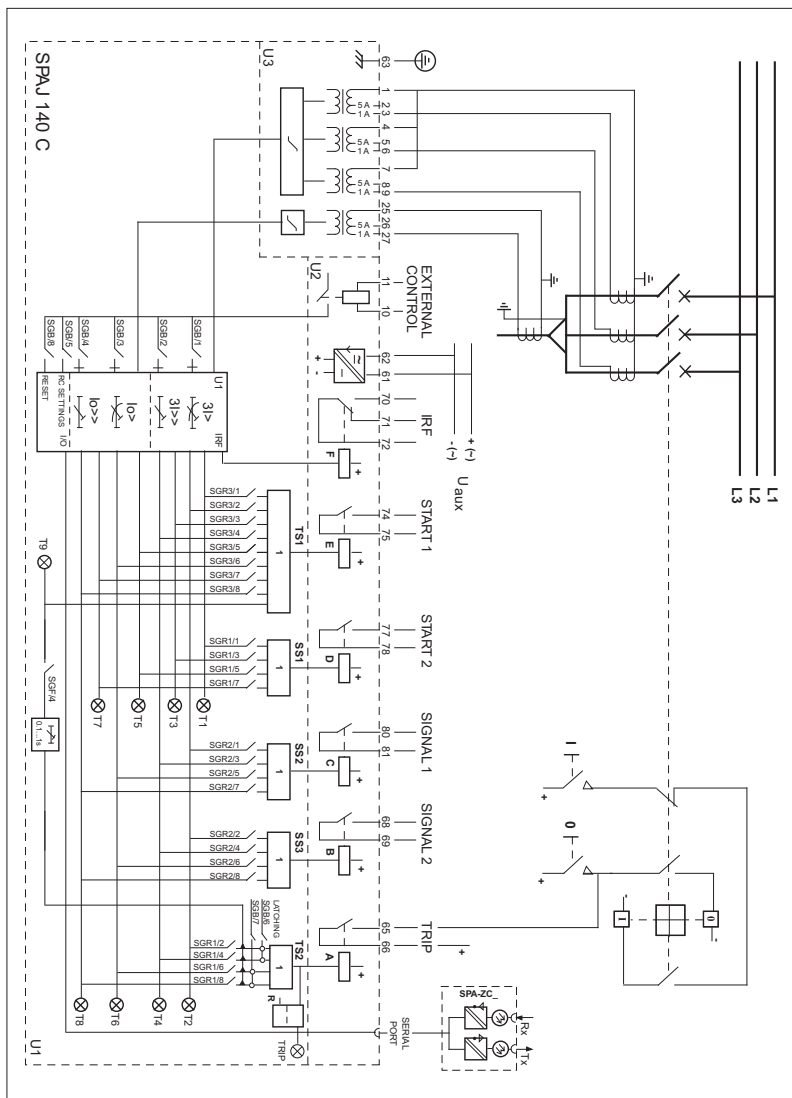 L1
L2
L3
I
+
0
+
0
-
I
-
SPA-ZC_
Rx
Tx
+ (~)
- (~)
U aux
EXTERNAL
CONTROL
IRF
START 1
START 2
SIGNAL 1
SIGNAL 2
TRIP
+
SERIAL
PORT
63
1
2
3
4
5
6
7
8
9
25
26
27
11
10
62
61
70
71
72
74
75
77
78
80
81
68
69
65
66
5 A
1 A
5 A
1 A
5 A
1 A
5 A
1 A
U3
U2
+
-
~
=
F
+
E
+
D
+
C
+
B
+
A
+
R
TRIP
TS1
1
SS1
1
SS2
1
SS3
1
TS2
1
SGR3/1
SGR3/2
SGR3/3
SGR3/4
SGR3/5
SGR3/6
SGR3/7
SGR3/8
SGR1/1
SGR1/3
SGR1/5
SGR1/7
SGR2/1
SGR2/3
SGR2/5
SGR2/7
SGR2/2
SGR2/4
SGR2/6
SGR2/8
LATCHING
SGB/6
SGB/7
SGR1/2
SGR1/4
SGR1/6
SGR1/8
SGB/1
SGB/2
SGB/3
SGB/4
SGB/5
SGB/8
U1
IRF
3I>
3I>>
Io>
Io>>
I/O
RC SETTINGS
RESET
T1
T3
T5
T7
T2
T4
T6
T8
T9
SGF/4
0.1...1s
SPAJ 140 C
U1